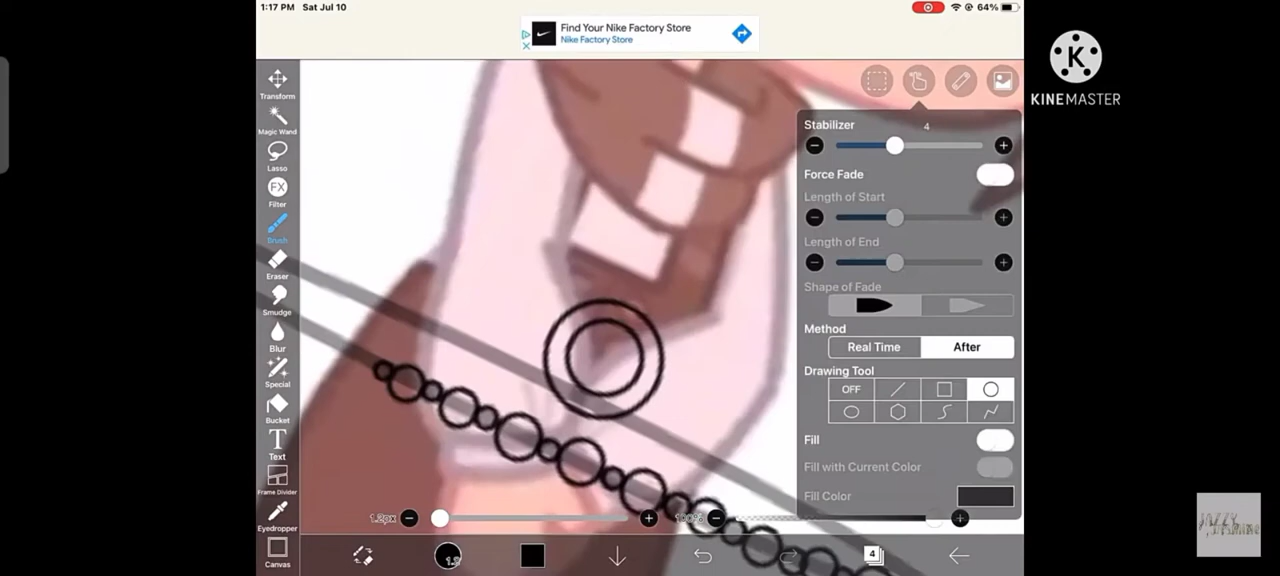 1:17 PM Sat Jul 10
64%
Find Your Nike Factory Store
Nike Factory Store
K
KINEMASTER
Transform
Magic Wand
Lasso
FX
Filter
Brush
Eraser
Smudge
Blur
Special
Bucket
T
Text
Frame Divider
Eyedropper
Canvas
Stabilizer
4
Force Fade
Length of Start
Length of End
Shape of Fade
Method
Real Time
After
Drawing Tool
OFF
Fill
Fill with Current Color
Fill Color
1.2px
100%
4